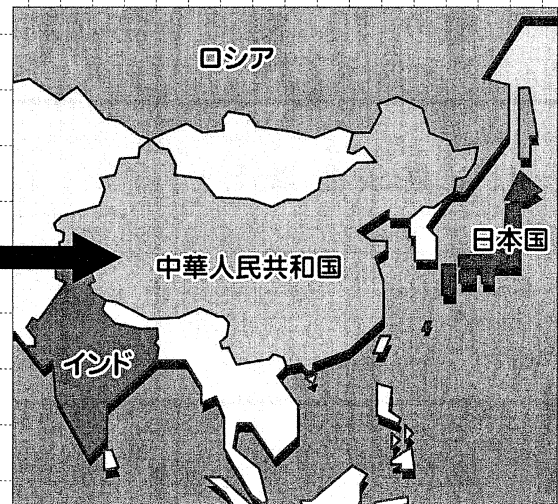 ロシア
日本国
中華人民共和国
インド